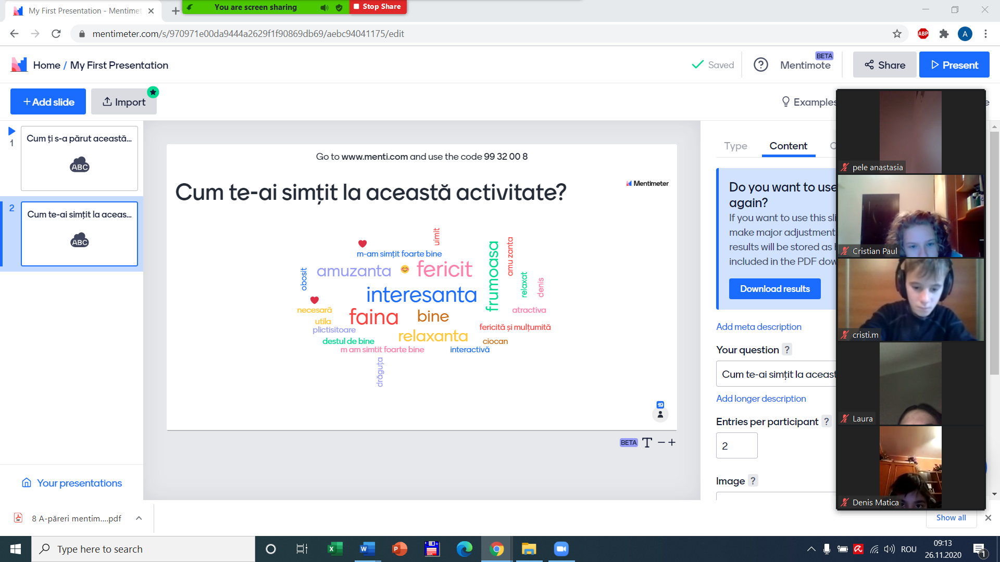 My First Presentation - Mentime
You are screen sharing
Stop Share
mentimeter.com/s/970971e00da9444a2629f1f90869db69/aebc94041175/edit
ABP
A
Home / My First Presentation
Saved
?
Mentimote
BETA
Share
Present
+ Add slide
Import
Examples
1
Cum ți s-a părut această...
ABC
2
Cum te-ai simțit la aceas...
ABC
Your presentations
Go to www.menti.com and use the code 99 32 00 8
Cum te-ai simțit la această activitate?
Mentimeter
uimit
m-am simțit foarte bine
obosit
amuzanta
fericit
frumoasa
amu zanta
relaxat
denis
interesanta
necesară
faina
bine
atractiva
utila
plictisitoare
relaxanta
fericită și mulțumită
destul de bine
ciocan
m am simtit foarte bine
interactivă
drăguța
19
BETA
T
Type
Content
C
Do you want to use
again?
If you want to use this sli
make major adjustment
results will be stored as
included in the PDF dow
Download results
Add meta description
Your question ?
Cum te-ai simțit la aceast
Add longer description
Entries per participant ?
2
Image ?
pele anastasia
Cristian Paul
cristi.m
Laura
Denis Matica
8 A-păreri mentim....pdf
Show all
Type here to search
ROU
09:13
26.11.2020
1